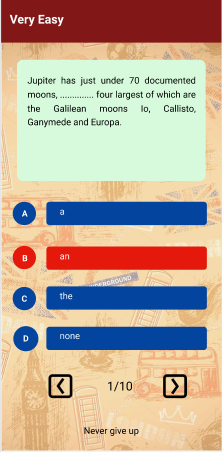 Very Easy
Jupiter has just under 70 documented
moons, .............. four largest of which are
the Galilean moons Io, Callisto,
Ganymede and Europa.
A a
B an
UNDERGROUND
C the
D none
❮ 1/10 ❯
Never give up